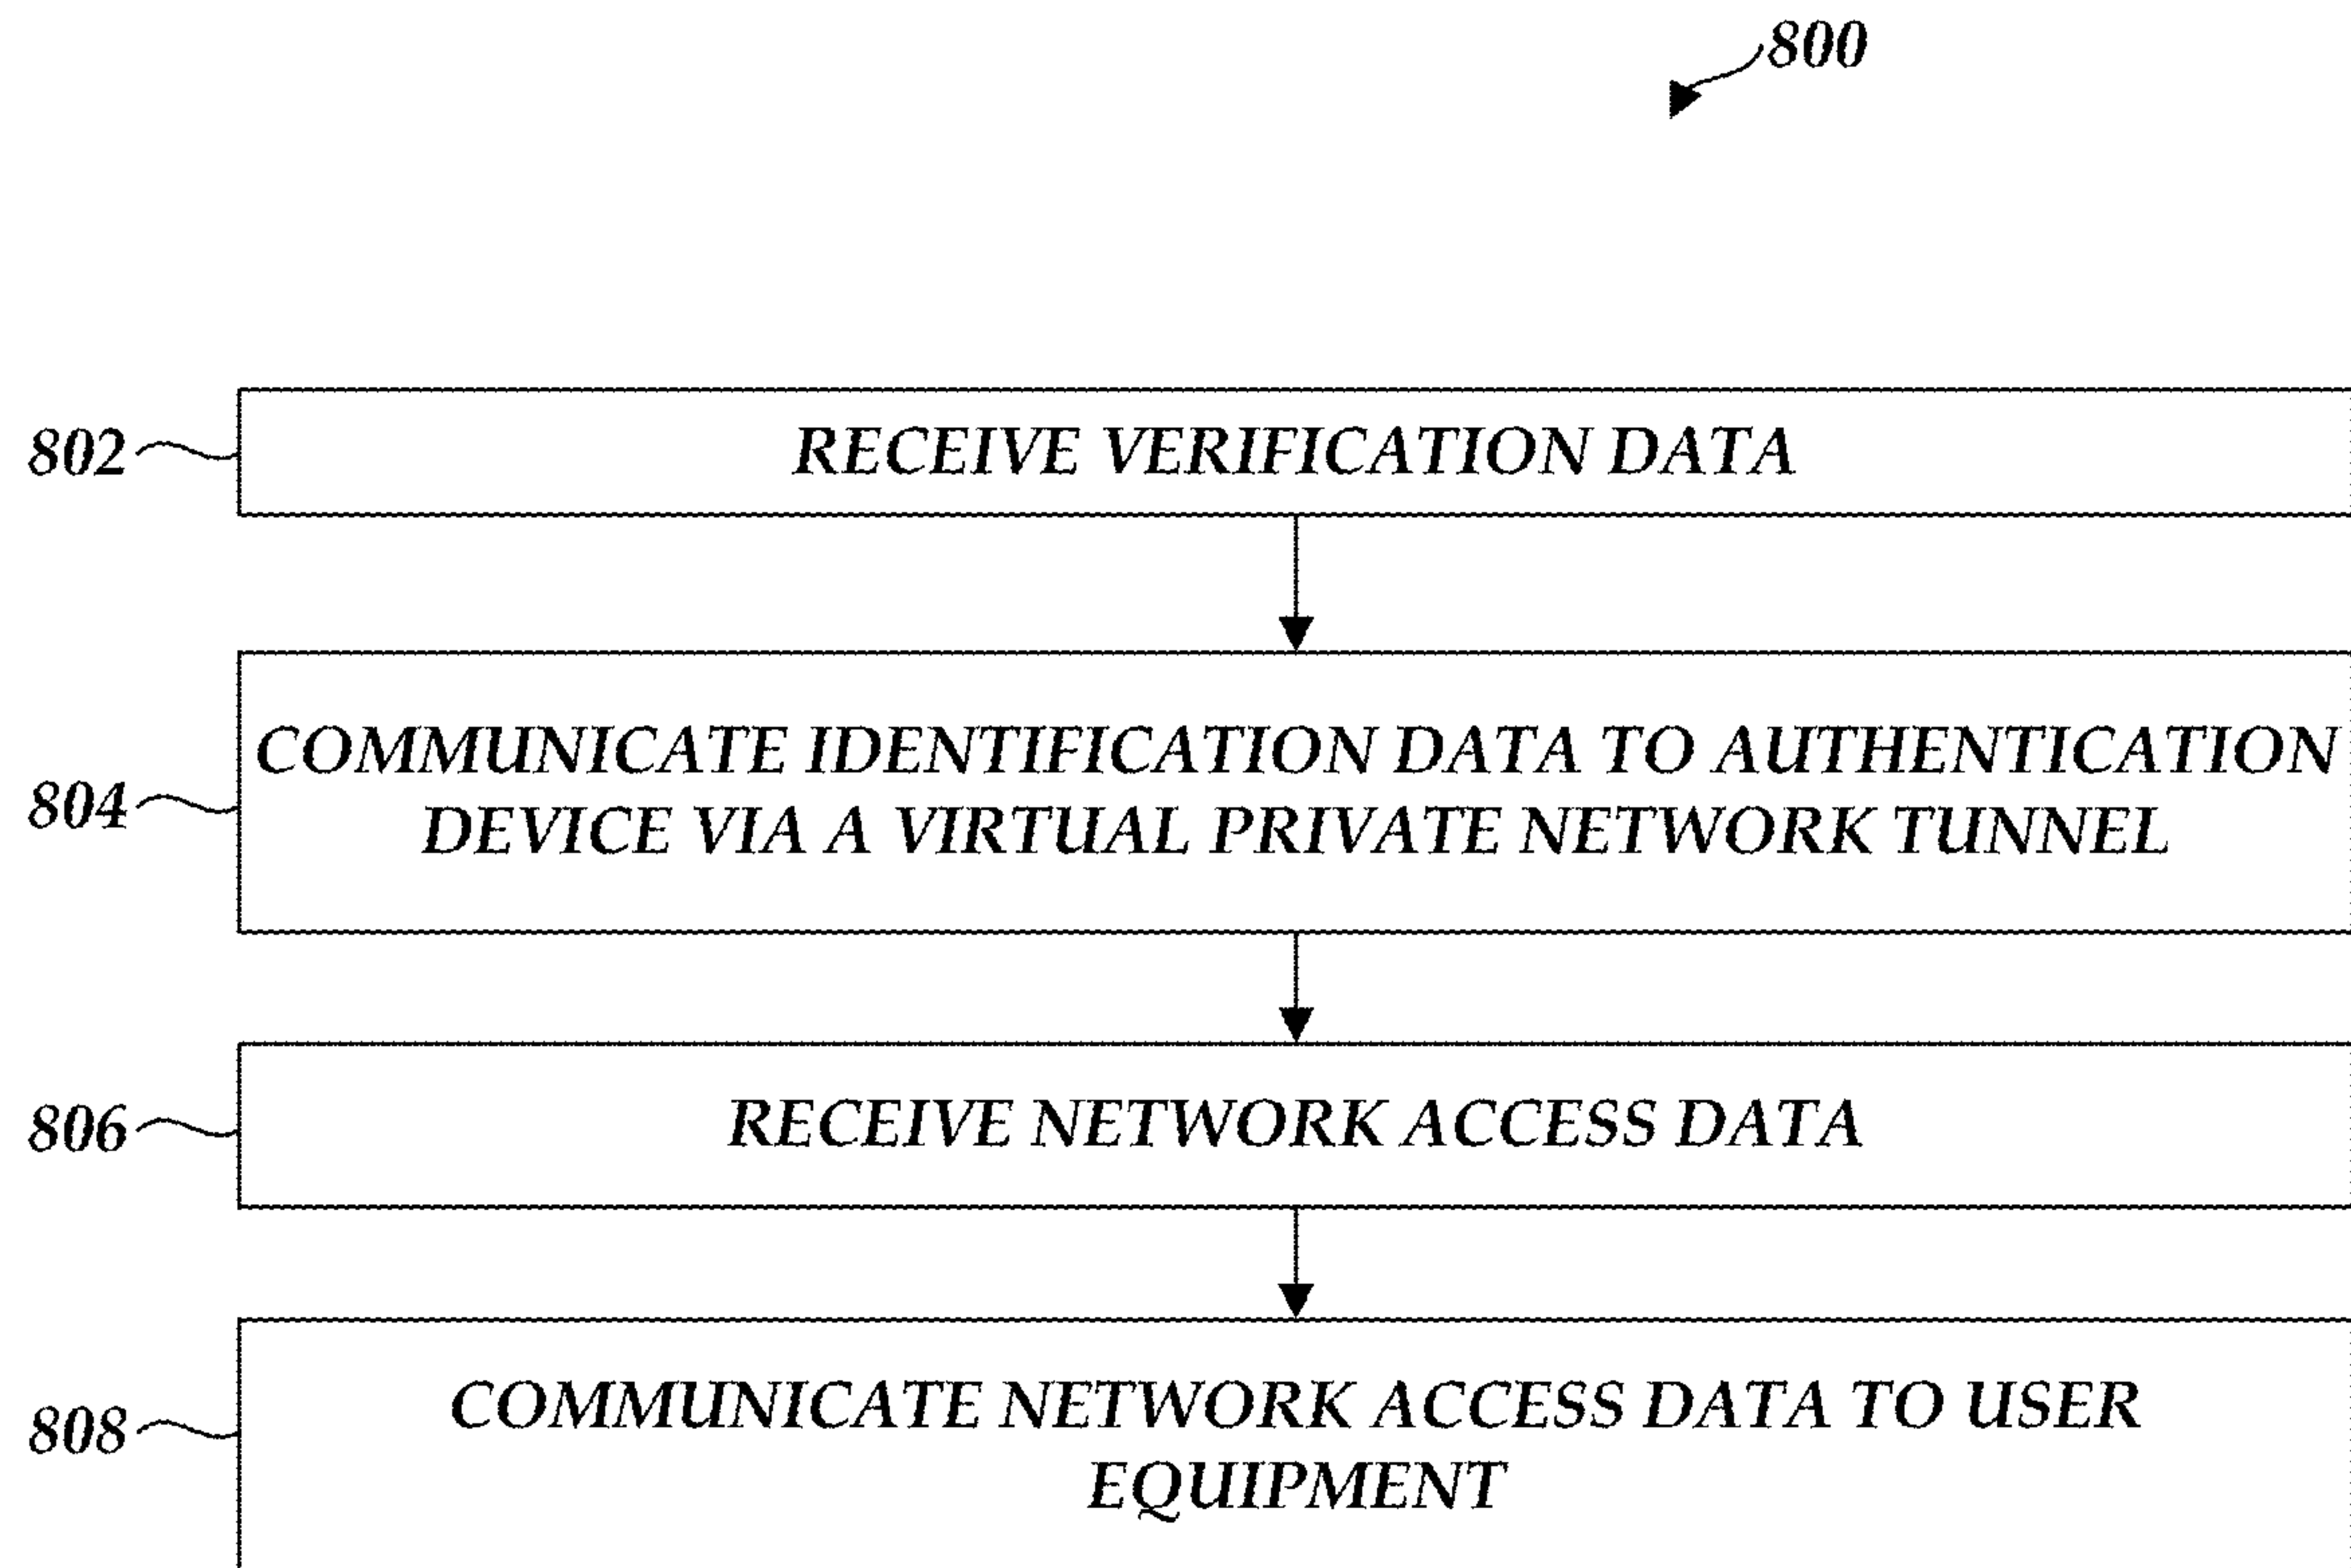 800
802
RECEIVE VERIFICATION DATA
804
COMMUNICATE IDENTIFICATION DATA TO AUTHENTICATION
DEVICE VIA A VIRTUAL PRIVATE NETWORK TUNNEL
806
RECEIVE NETWORK ACCESS DATA
808
COMMUNICATE NETWORK ACCESS DATA TO USER
EQUIPMENT